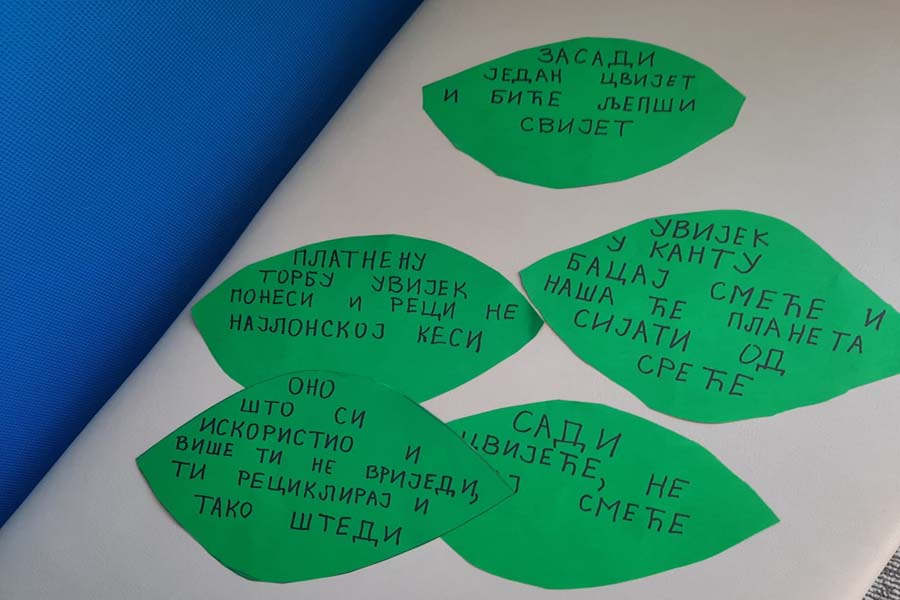 ЗАСАДИ
ЈЕДАН ЦВИЈЕТ
И БИЋЕ ЉЕПШИ
СВИЈЕТ
ПЛАТНЕНУ
ТОРБУ УВИЈЕК
ПОНЕСИ И РЕЦИ НЕ
НАЈЛОНСКОЈ КЕСИ
УВИЈЕК
У КАНТУ
БАЦАЈ СМЕЋЕ И
НАША ЋЕ ПЛАНЕТА
СИЈАТИ ОД
СРЕЋЕ
ОНО
ШТО СИ
ИСКОРИСТИО И
ВИШЕ ТИ НЕ ВРИЈЕДИ,
ТИ РЕЦИКЛИРАЈ И
ТАКО ШТЕДИ
САДИ
ЦВИЈЕЋЕ, НЕ
СМЕЋЕ